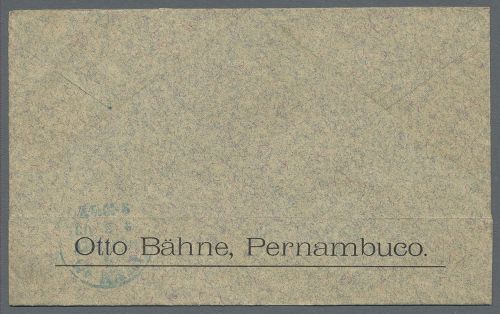 Otto Bähne, Pernambuco.